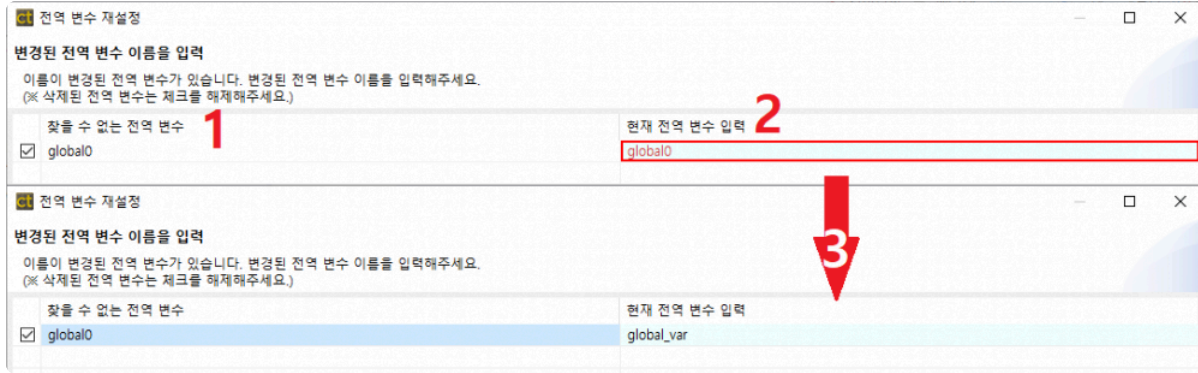 ct 전역 변수 재설정
변경된 전역 변수 이름을 입력
이름이 변경된 전역 변수가 있습니다. 변경된 전역 변수 이름을 입력해주세요.
(※ 삭제된 전역 변수는 체크를 해제해주세요.)
찾을 수 없는 전역 변수 1 현재 전역 변수 입력 2
global0 global0
3
ct 전역 변수 재설정
변경된 전역 변수 이름을 입력
이름이 변경된 전역 변수가 있습니다. 변경된 전역 변수 이름을 입력해주세요.
(※ 삭제된 전역 변수는 체크를 해제해주세요.)
찾을 수 없는 전역 변수 현재 전역 변수 입력
global0 global_var